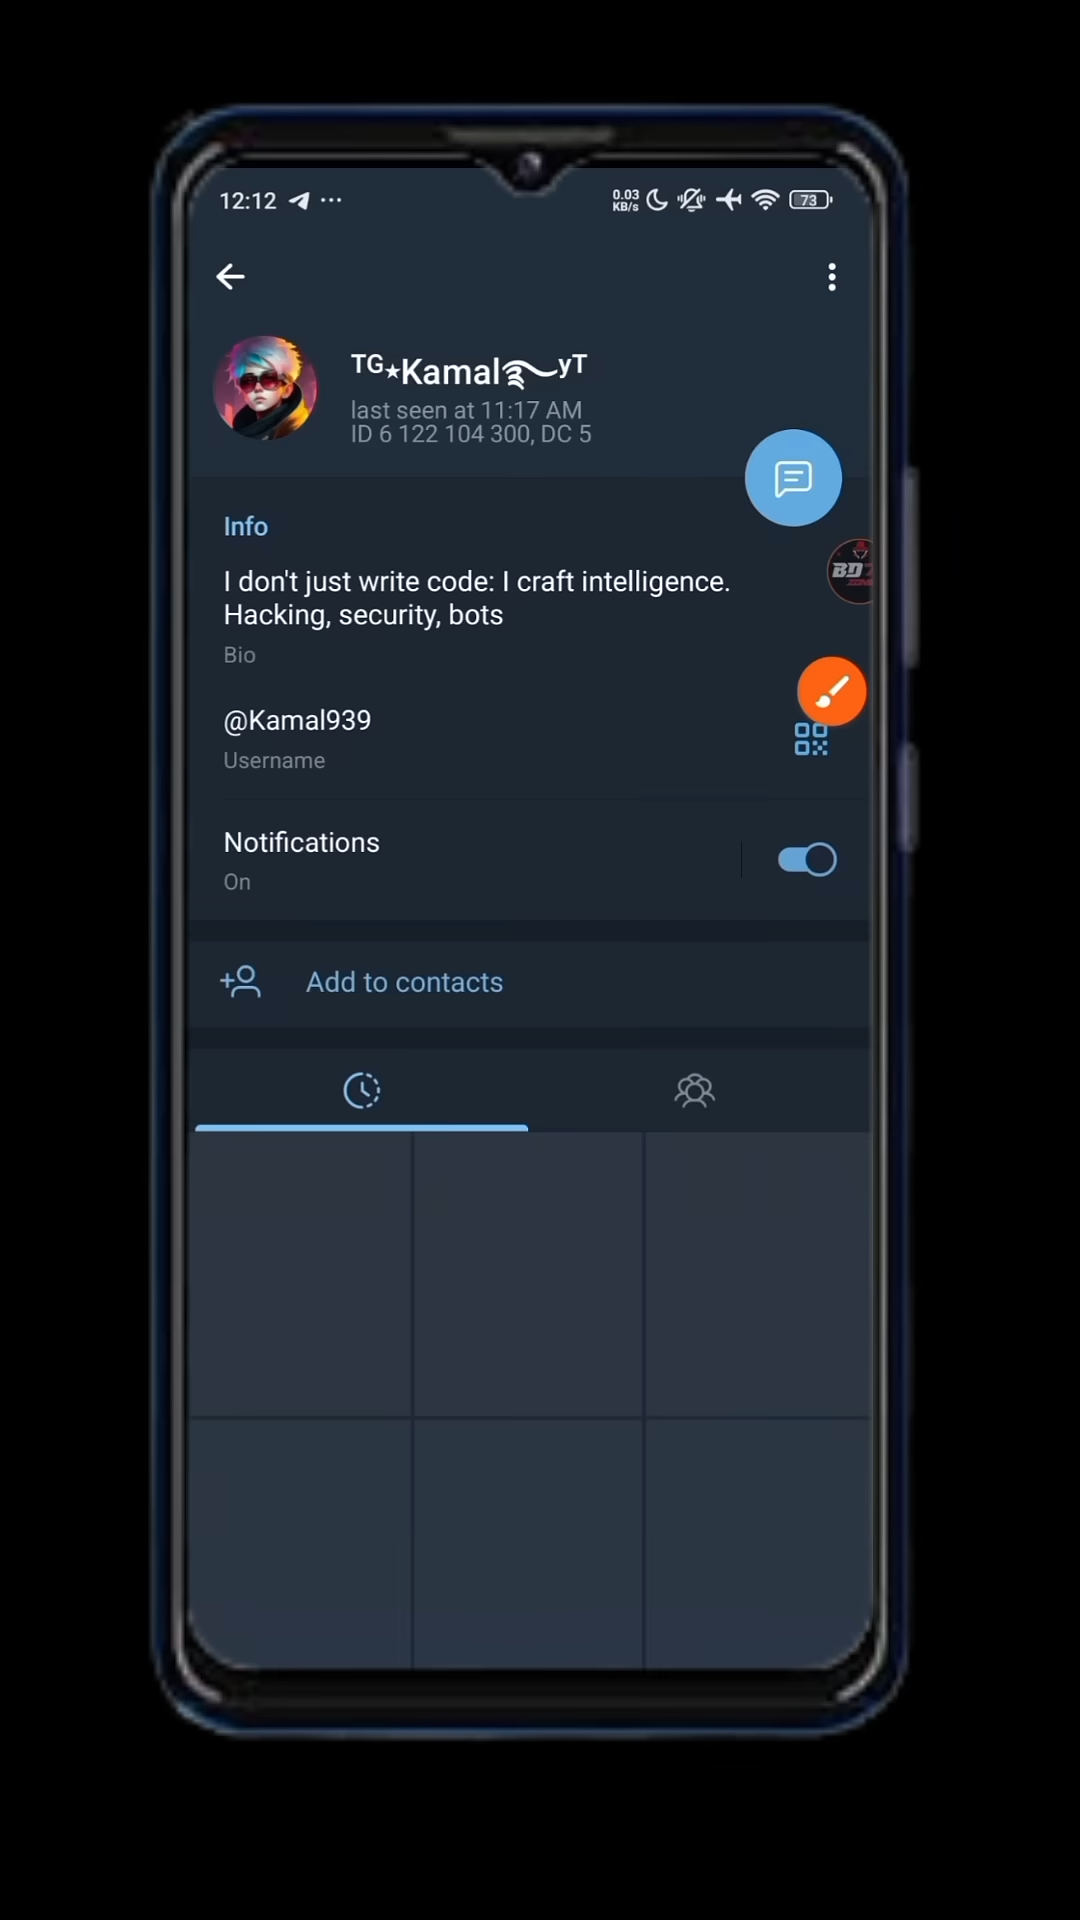 12:12
0.03
KB/s
73
ᵀᴳ⋆Kamal࿐ʸᵀ
last seen at 11:17 AM
ID 6 122 104 300, DC 5
Info
I don't just write code: I craft intelligence.
Hacking, security, bots
Bio
@Kamal939
Username
Notifications
On
Add to contacts